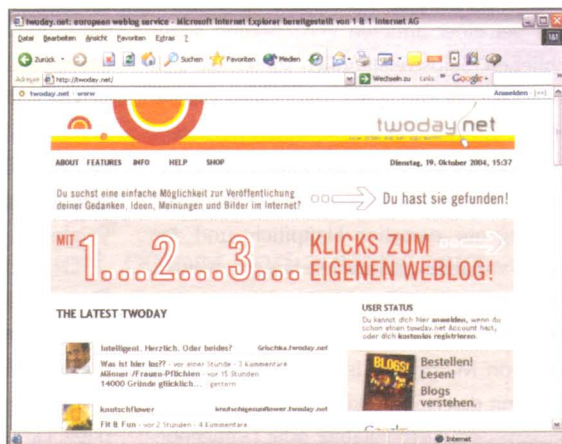 twoday.net: european weblog service - Microsoft Internet Explorer bereitgestellt von 1 & 1 Internet AG
Datei Bearbeiten Ansicht Favoriten Extras ?
1&1
Zurück Suchen Favoriten Medien
Adresse http://twoday.net/ Wechseln zu Links » Google -
twoday.net : www Anmelden [++]
twoday net
ABOUT FEATURES INFO HELP SHOP Dienstag, 19. Oktober 2004, 15:37
Du suchst eine einfache Möglichkeit zur Veröffentlichung
deiner Gedanken, Ideen, Meinungen und Bilder im Internet?
Du hast sie gefunden!
MIT 1...2...3... KLICKS ZUM
EIGENEN WEBLOG!
THE LATEST TWODAY
Intelligent. Herzlich. Oder beides? Grischka.twoday.net
Was ist hier los?? - vor einer Stunde - 3 Kommentare
Männer /Frauen-Pflichten - vor 15 Stunden
14000 Gründe glücklich... - gestern
knutschflower knutschigesunflower.twoday.net
Fit & Fun - vor 2 Stunden - 4 Kommentare
USER STATUS
Du kannst dich hier anmelden, wenn du
schon einen twoday.net Account hast,
oder dich kostenlos registrieren.
BLOGS!
Bestellen!
Lesen!
Blogs
verstehen.
Google
Internet